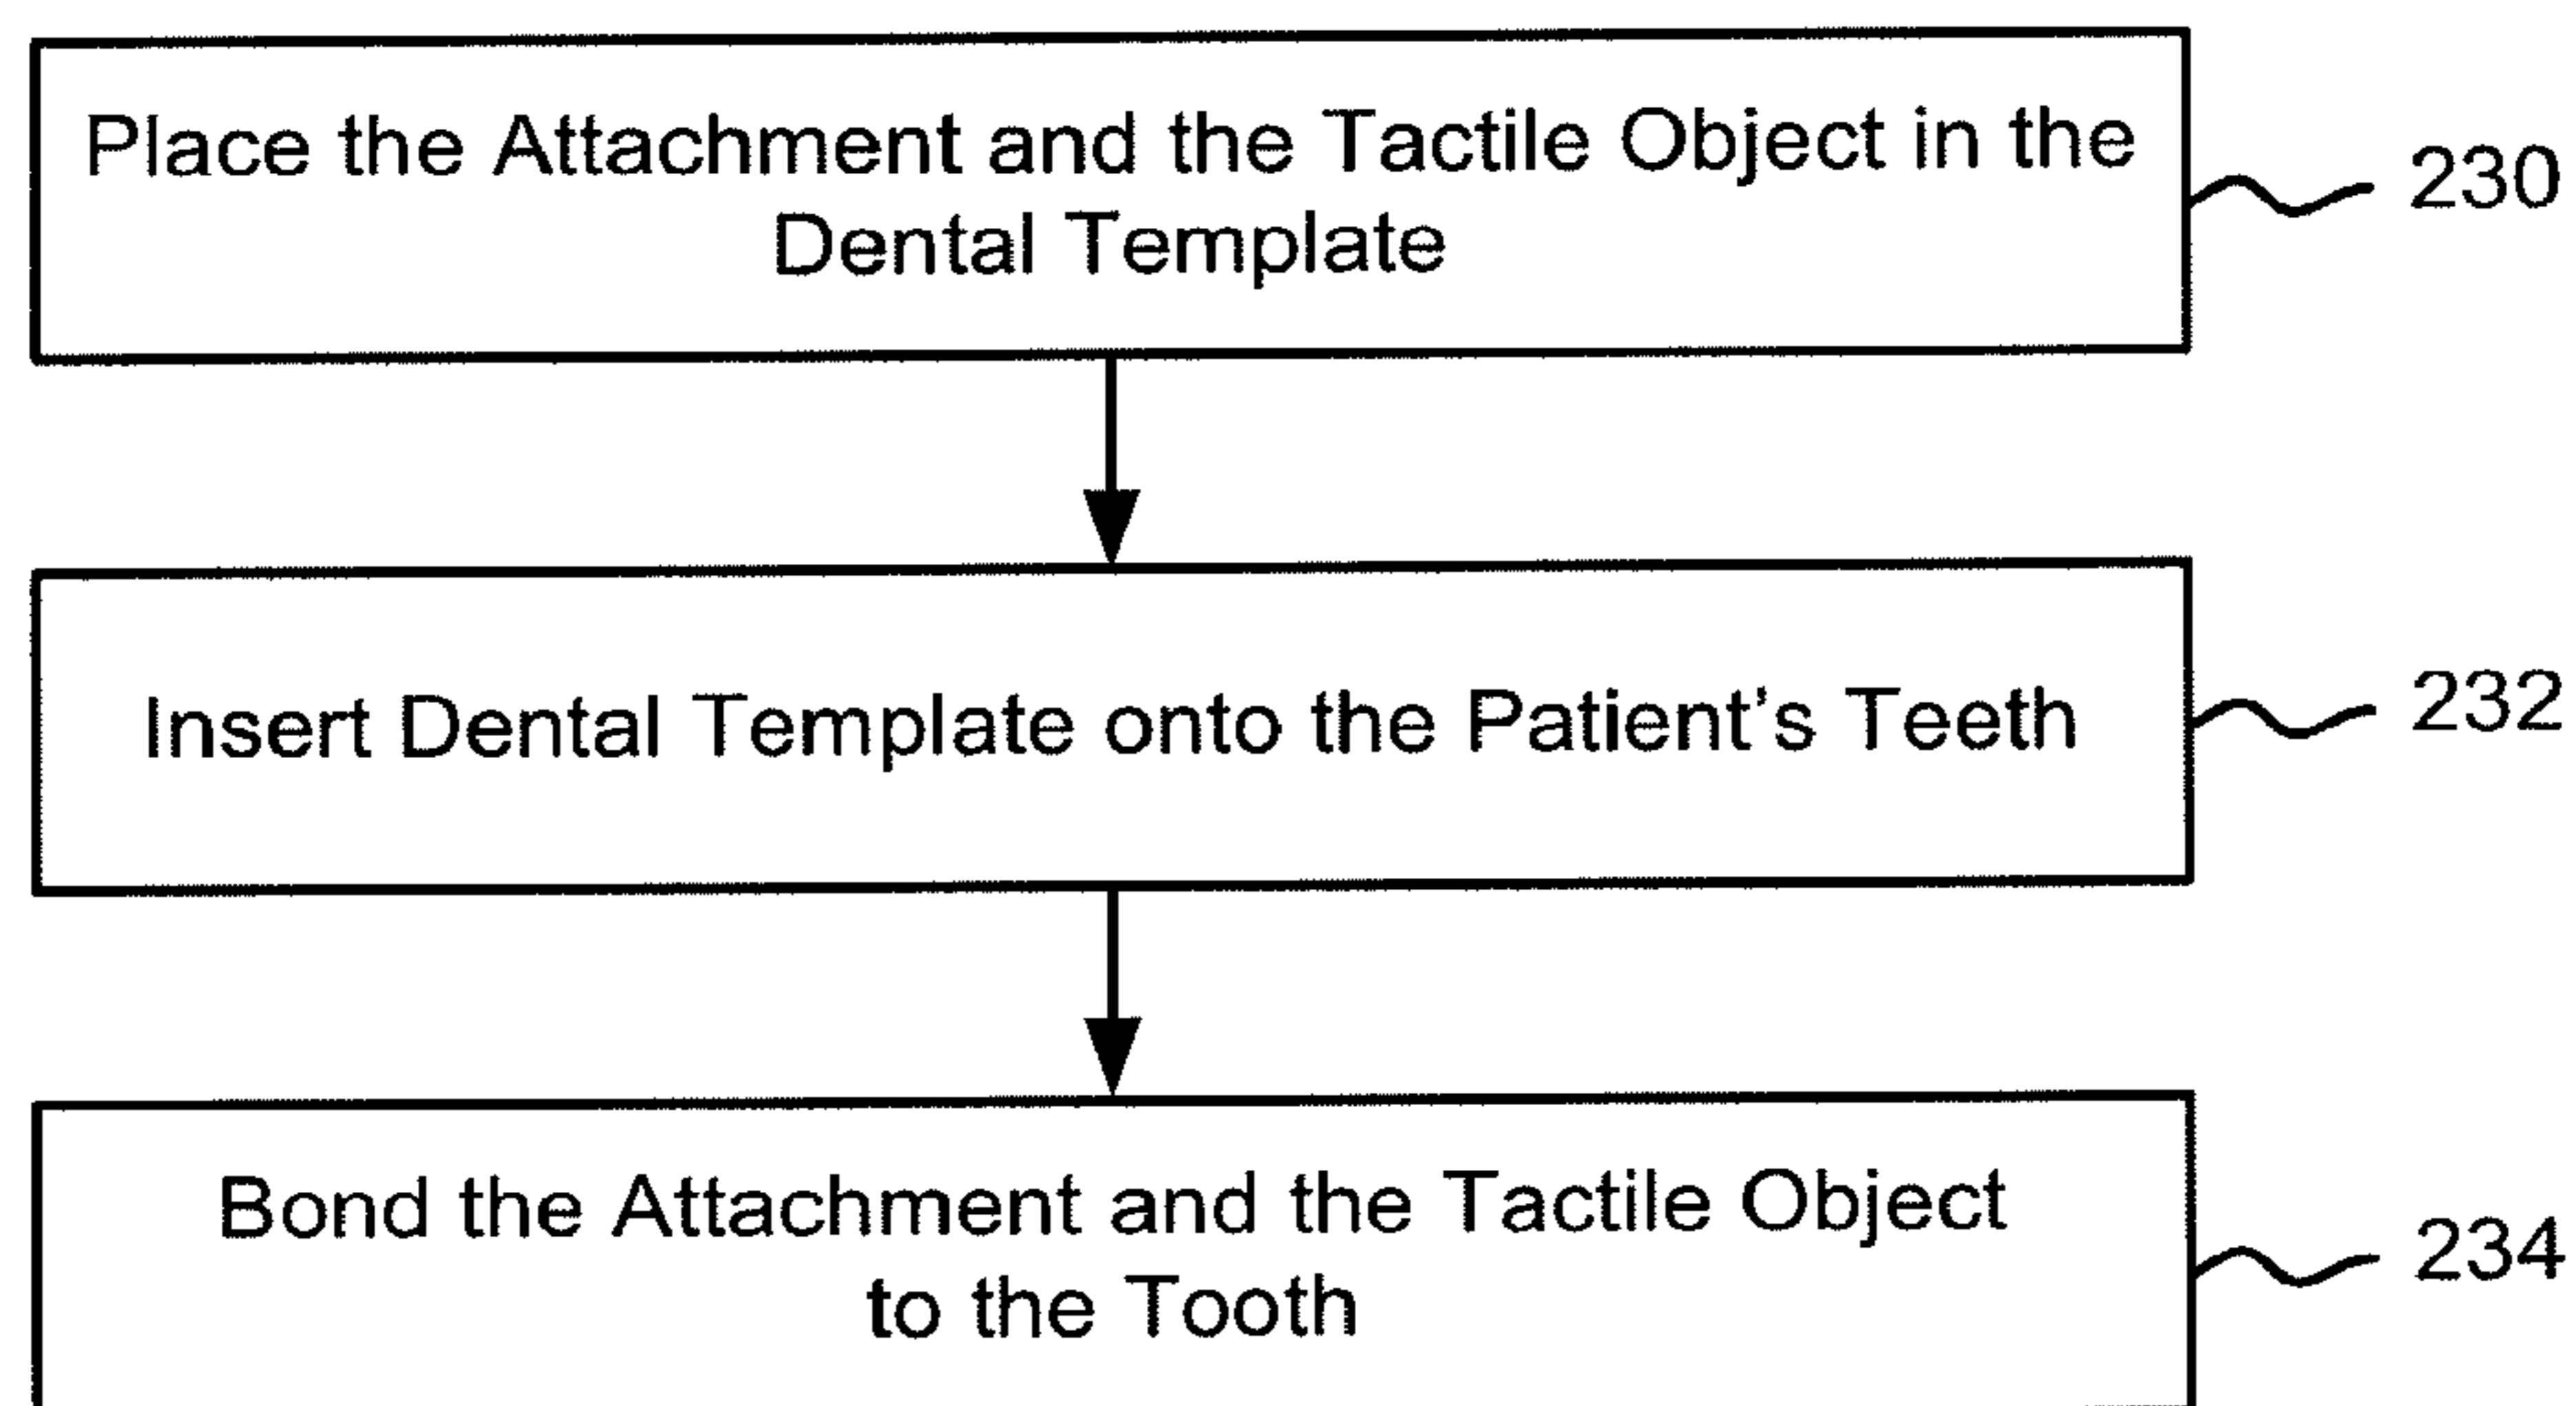 Place the Attachment and the Tactile Object in the
Dental Template
230
Insert Dental Template onto the Patient's Teeth
232
Bond the Attachment and the Tactile Object
to the Tooth
234